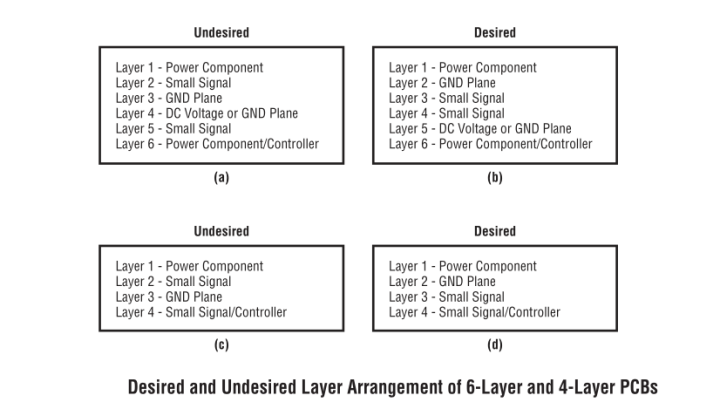 Undesired
Layer 1 - Power Component
Layer 2 - Small Signal
Layer 3 - GND Plane
Layer 4 - DC Voltage or GND Plane
Layer 5 - Small Signal
Layer 6 - Power Component/Controller
(a)
Desired
Layer 1 - Power Component
Layer 2 - GND Plane
Layer 3 - Small Signal
Layer 4 - Small Signal
Layer 5 - DC Voltage or GND Plane
Layer 6 - Power Component/Controller
(b)
Undesired
Layer 1 - Power Component
Layer 2 - Small Signal
Layer 3 - GND Plane
Layer 4 - Small Signal/Controller
(c)
Desired
Layer 1 - Power Component
Layer 2 - GND Plane
Layer 3 - Small Signal
Layer 4 - Small Signal/Controller
(d)
Desired and Undesired Layer Arrangement of 6-Layer and 4-Layer PCBs